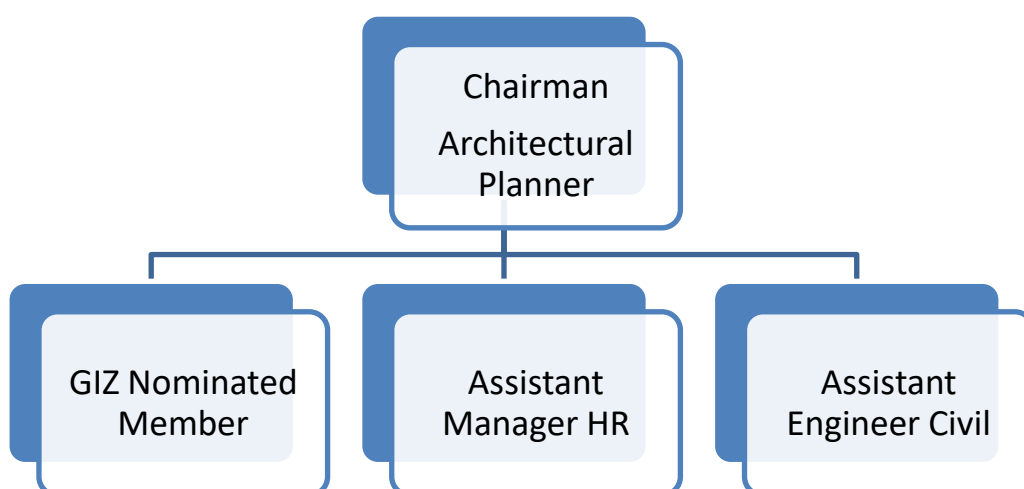 Chairman
Architectural
Planner
GIZ Nominated
Member
Assistant
Manager HR
Assistant
Engineer Civil